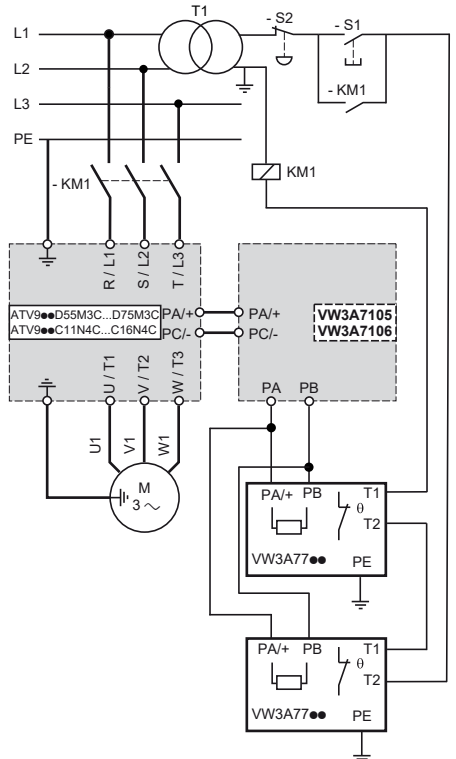 T1
- S2
- S1
L1
L2
L3
PE
- KM1
- KM1
KM1
R / L1
S / L2
T / L3
ATV9●●D55M3C...D75M3C
ATV9●●C11N4C...C16N4C
PA/+
PC/-
PA/+
PC/-
VW3A7105
VW3A7106
U / T1
V / T2
W / T3
PA
PB
U1
V1
W1
M
3 ~
PA/+
PB
T1
θ
T2
VW3A77●●
PE
PA/+
PB
T1
θ
T2
VW3A77●●
PE